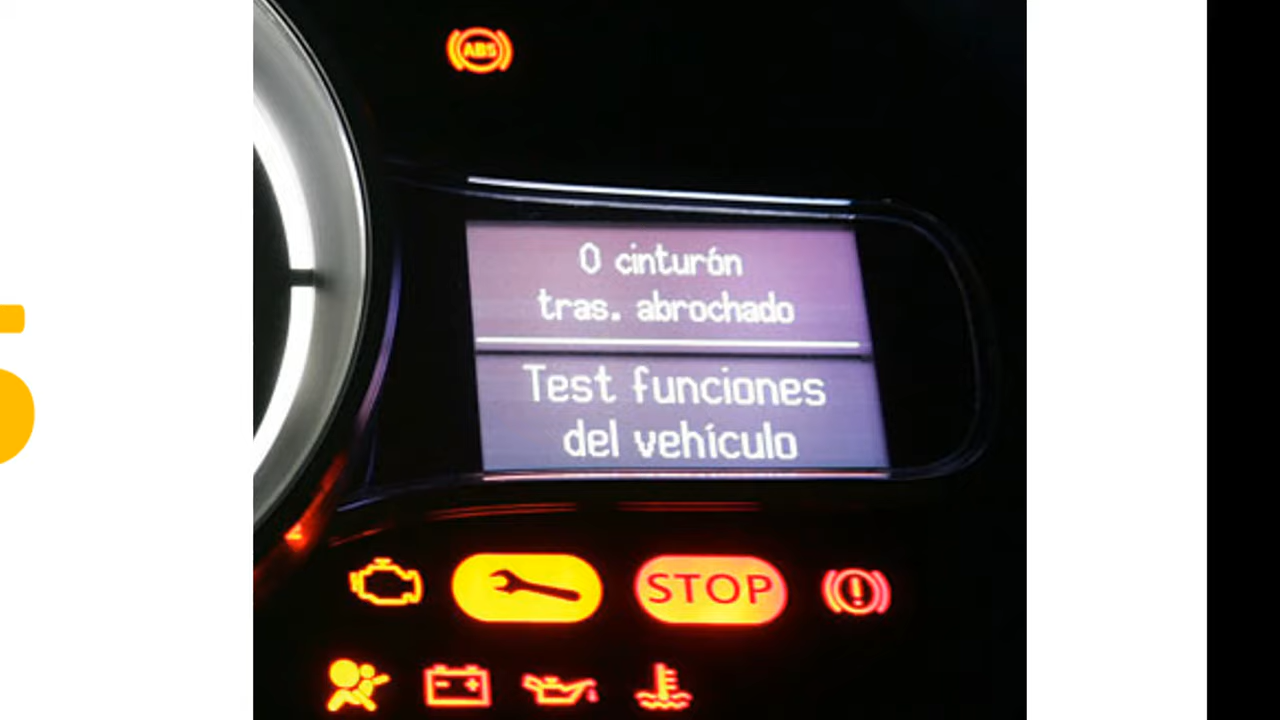 ABS
0 cinturón
tras. abrochado
Test funciones
del vehículo
STOP